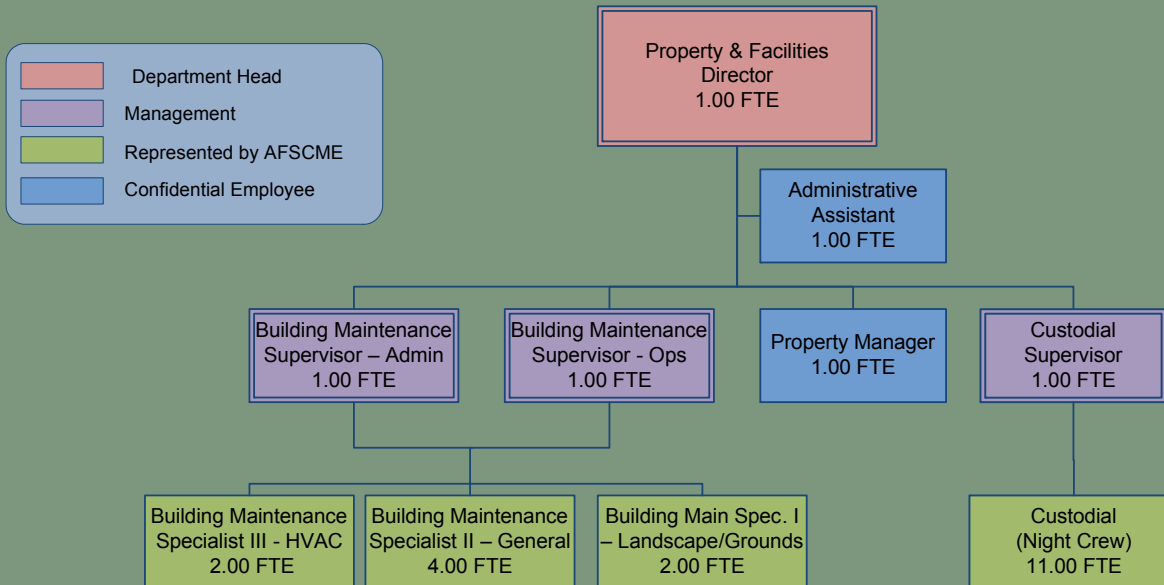 Department Head
Management
Represented by AFSCME
Confidential Employee
Property & Facilities
Director
1.00 FTE
Administrative
Assistant
1.00 FTE
Building Maintenance
Supervisor – Admin
1.00 FTE
Building Maintenance
Supervisor - Ops
1.00 FTE
Property Manager
1.00 FTE
Custodial
Supervisor
1.00 FTE
Building Maintenance
Specialist III - HVAC
2.00 FTE
Building Maintenance
Specialist II – General
4.00 FTE
Building Main Spec. I
– Landscape/Grounds
2.00 FTE
Custodial
(Night Crew)
11.00 FTE